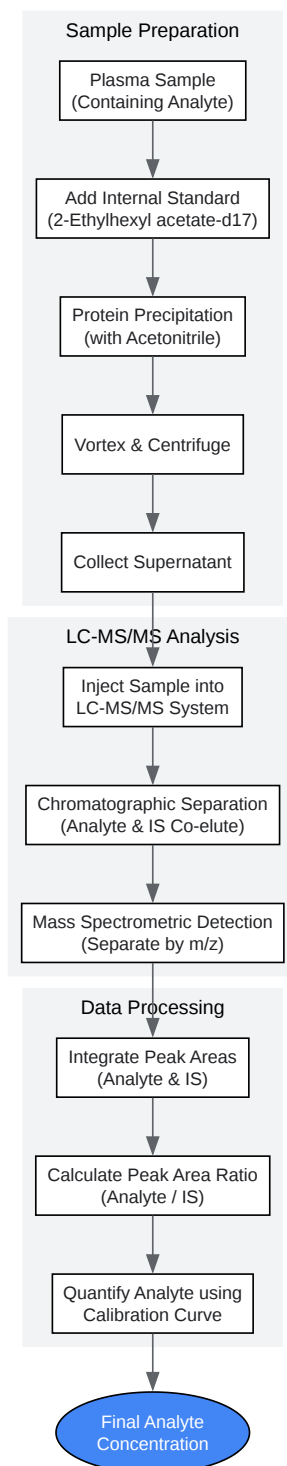 Sample Preparation
Plasma Sample
(Containing Analyte)
Add Internal Standard
(2-Ethylhexyl acetate-d17)
Protein Precipitation
(with Acetonitrile)
Vortex & Centrifuge
Collect Supernatant
LC-MS/MS Analysis
Inject Sample into
LC-MS/MS System
Chromatographic Separation
(Analyte & IS Co-elute)
Mass Spectrometric Detection
(Separate by m/z)
Data Processing
Integrate Peak Areas
(Analyte & IS)
Calculate Peak Area Ratio
(Analyte / IS)
Quantify Analyte using
Calibration Curve
Final Analyte
Concentration